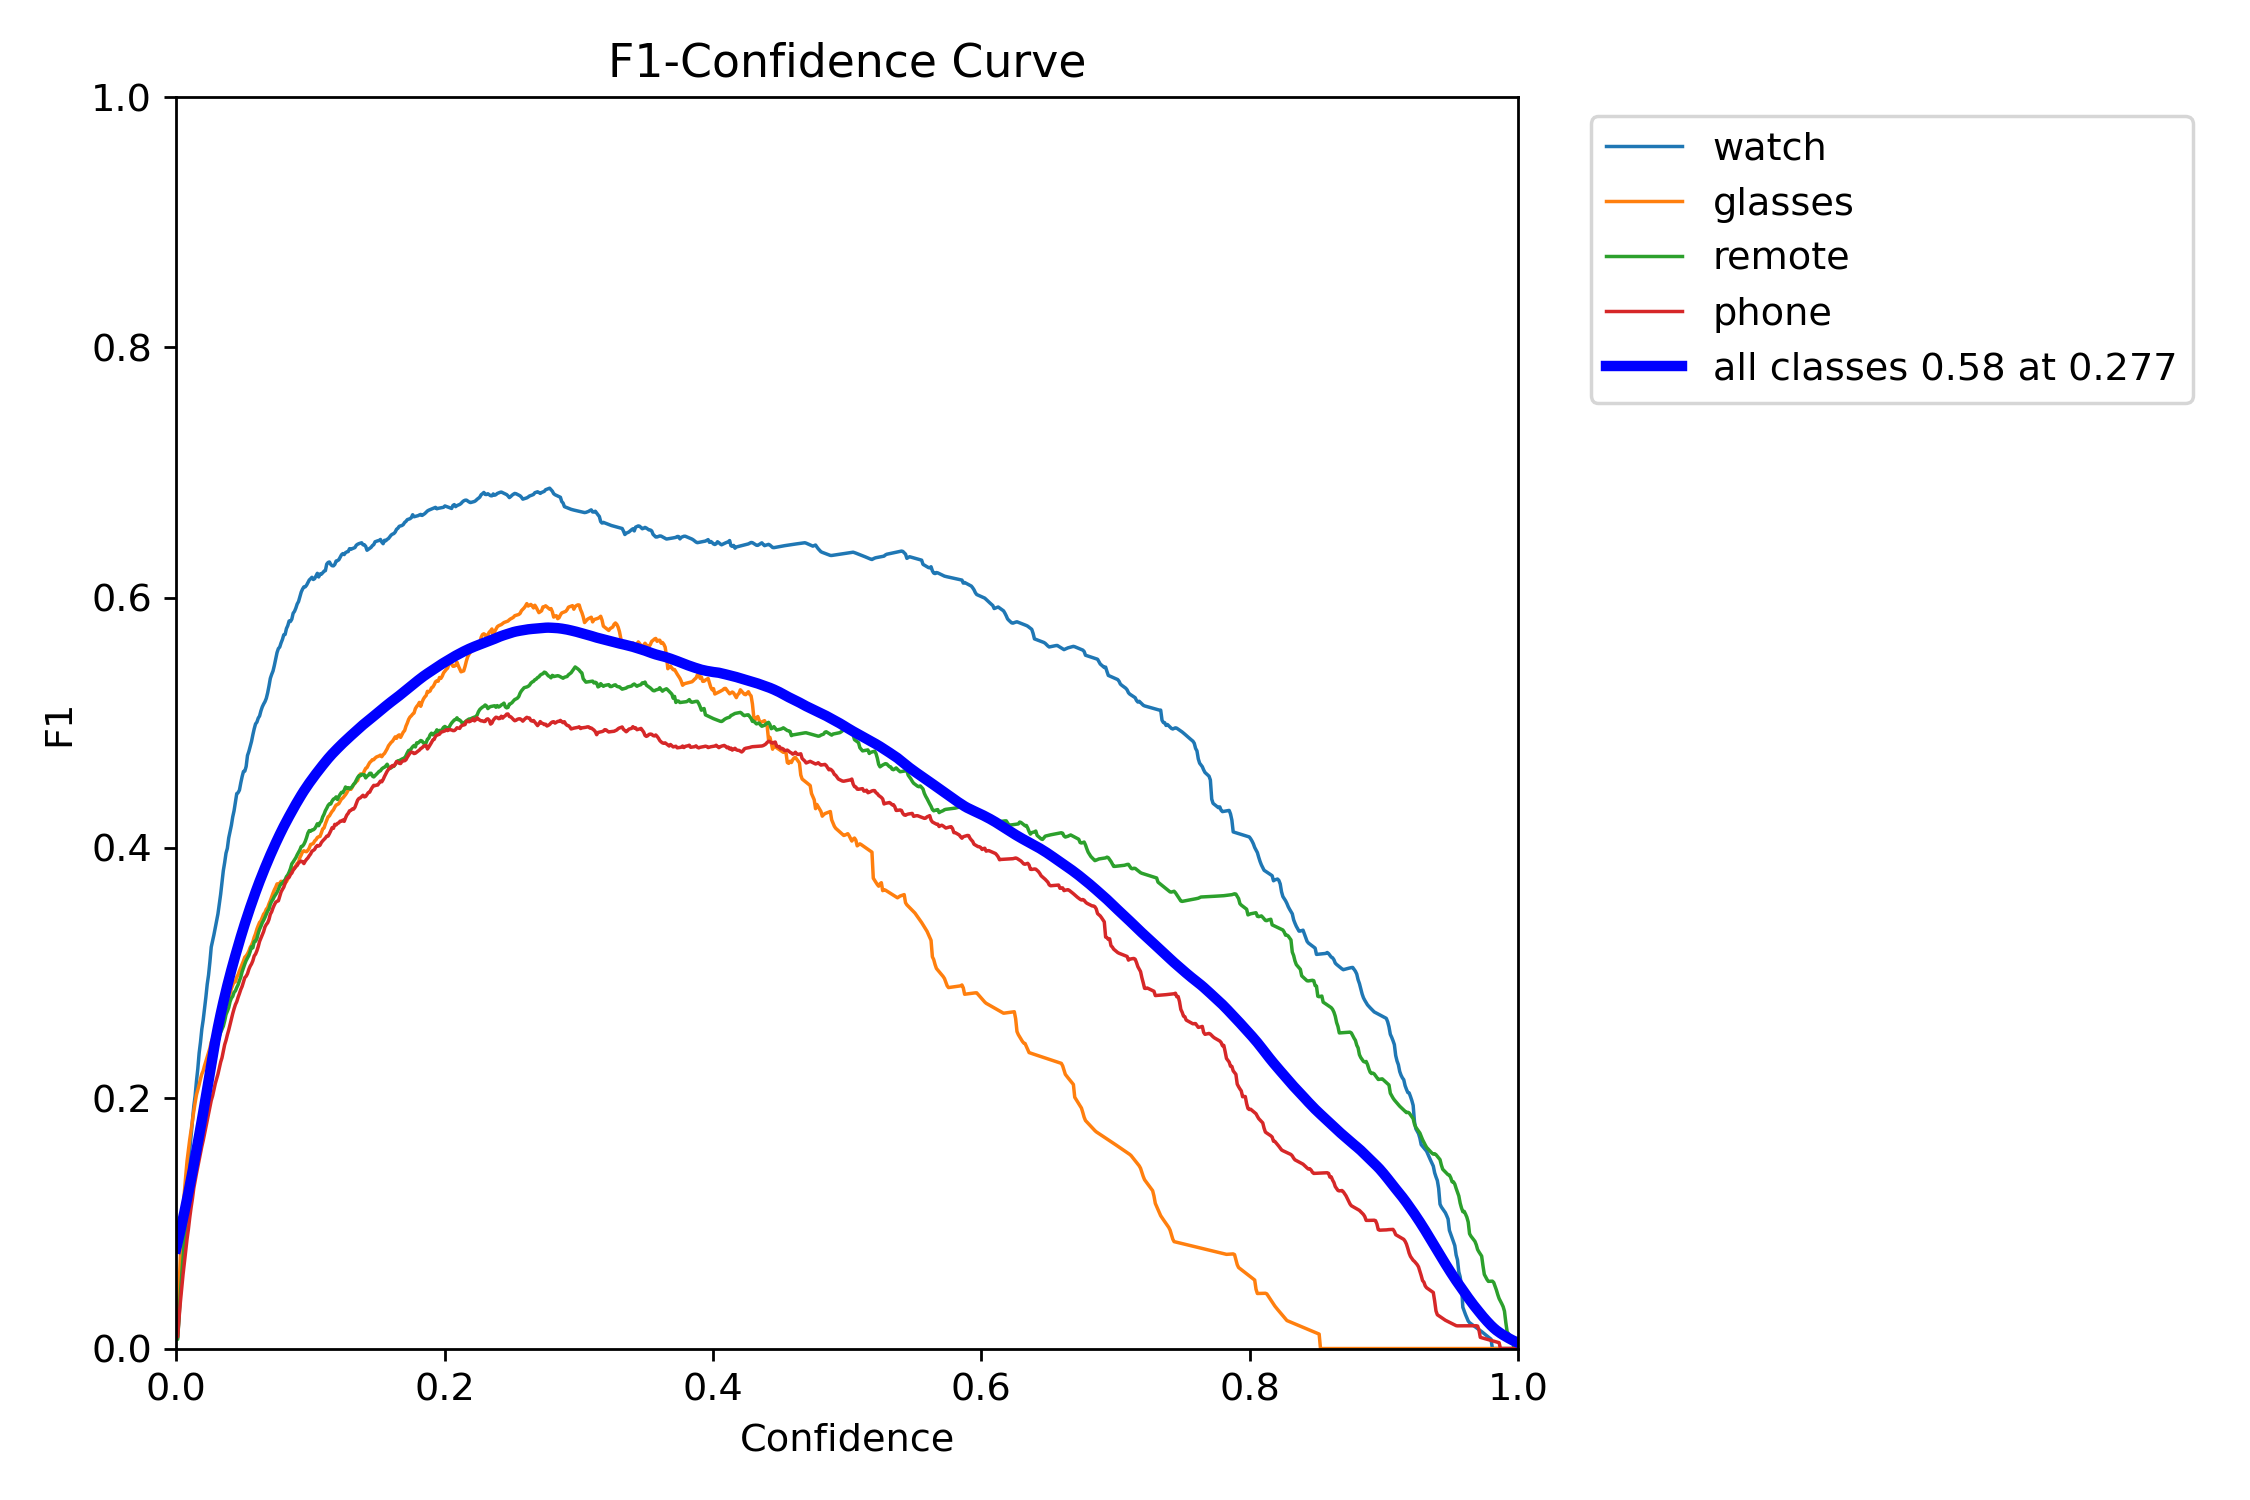 F1-Confidence Curve
1.0
0.8
0.6
0.4
0.2
0.0
F1
0.0 0.2 0.4 0.6 0.8 1.0
Confidence
watch
glasses
remote
phone
all classes 0.58 at 0.277